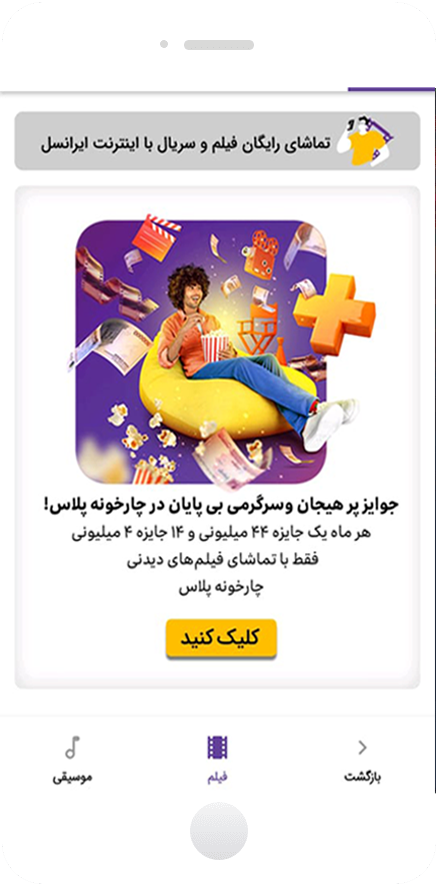 تماشای رایگان فیلم و سریال با اینترنت ایرانسل
جوایز پر هیجان وسرگرمی بی پایان در چارخونه پلاس!
هر ماه یک جایزه ۴۴ میلیونی و ۱۴ جایزه ۴ میلیونی
فقط با تماشای فیلم‌های دیدنی
چارخونه پلاس
کلیک کنید
بازگشت
فیلم
موسیقی